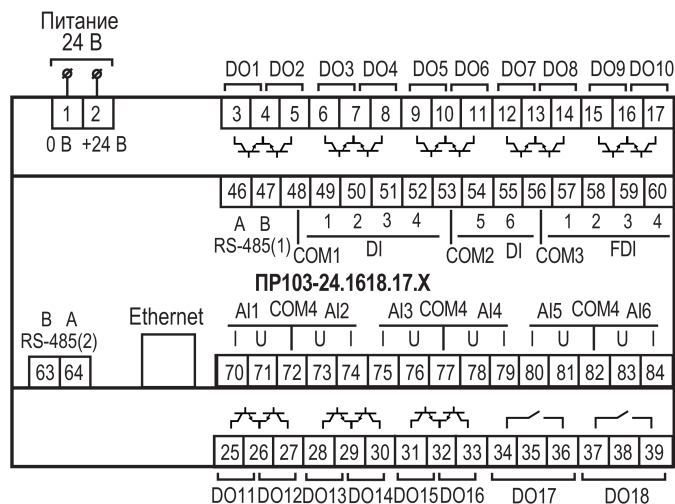 Питание
24 В
DO1 DO2 DO3 DO4 DO5 DO6 DO7 DO8 DO9 DO10
1 2 3 4 5 6 7 8 9 10 11 12 13 14 15 16 17
0 В +24 В
46 47 48 49 50 51 52 53 54 55 56 57 58 59 60
A B 1 2 3 4 5 6 1 2 3 4
RS-485(1) COM1 DI COM2 DI COM3 FDI
ПР103-24.1618.17.X
B A Ethernet AI1 COM4 AI2 AI3 COM4 AI4 AI5 COM4 AI6
RS-485(2) I U U I I U U I I U U I
63 64 70 71 72 73 74 75 76 77 78 79 80 81 82 83 84
25 26 27 28 29 30 31 32 33 34 35 36 37 38 39
DO11 DO12 DO13 DO14 DO15 DO16 DO17 DO18